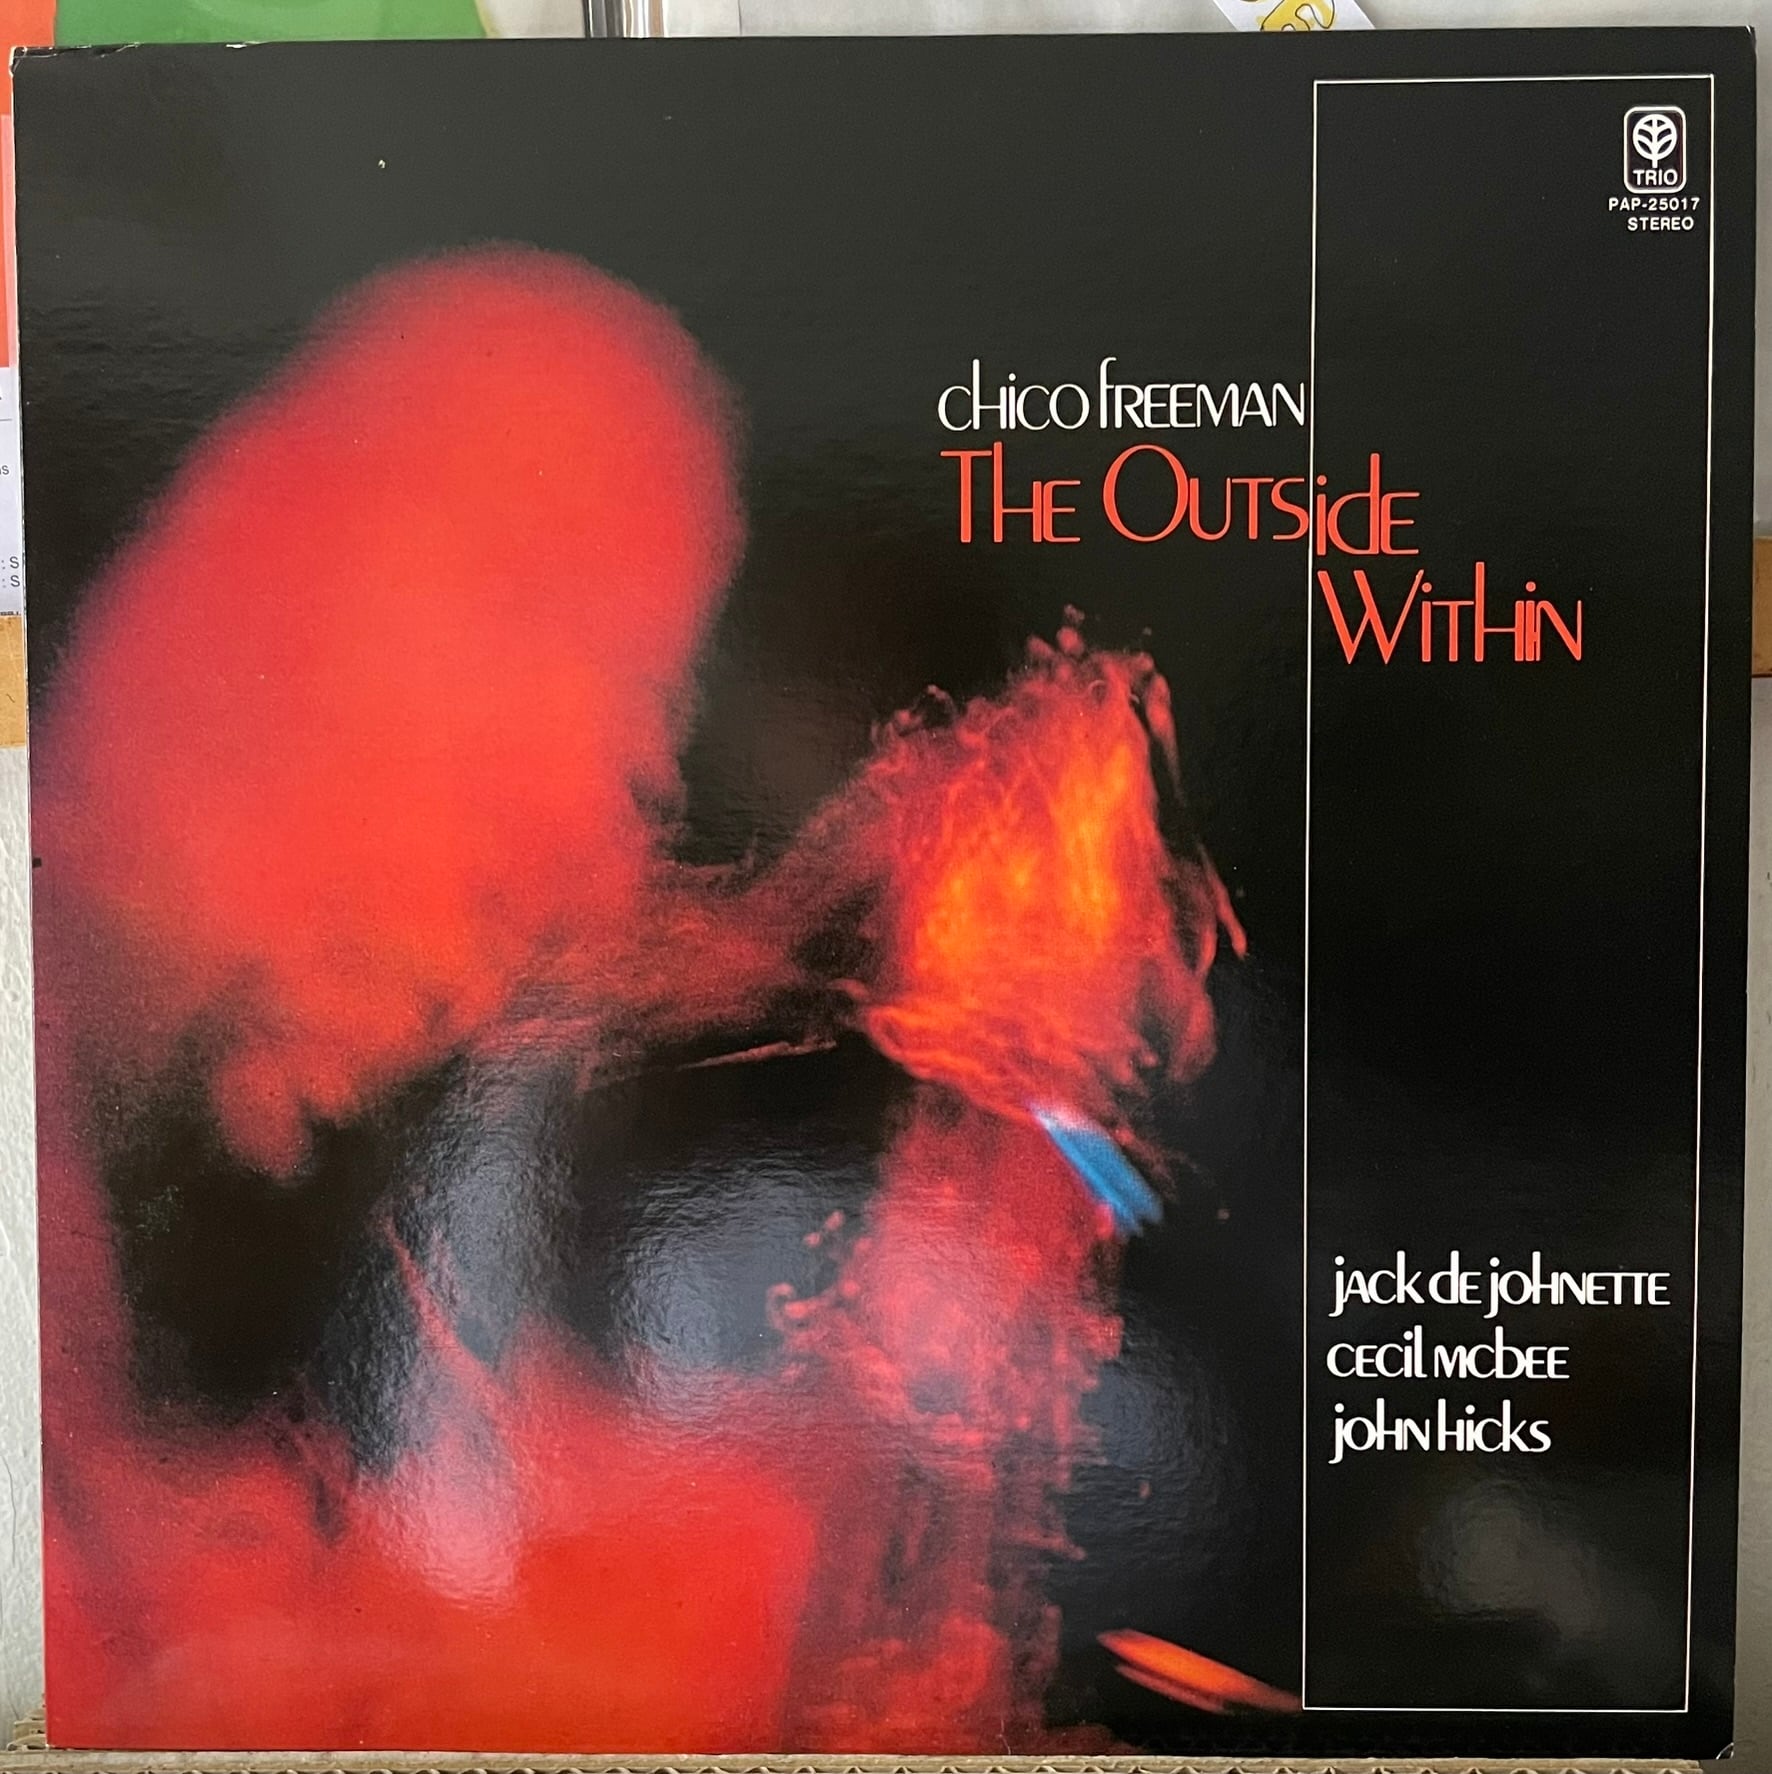 TRIO
PAP-25017
STEREO
chico freeman
The Outside
Within
jack de johnette
cecil mcbee
john hicks